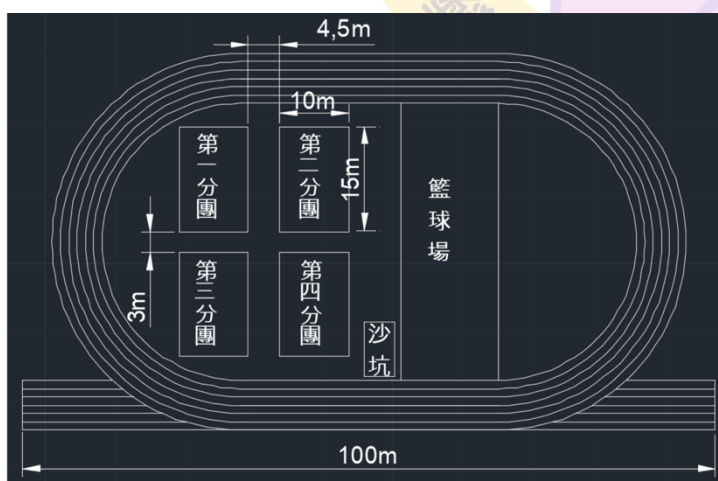 4,5m
10m
第一分團
第二分團
15m
籃球場
3m
第三分團
第四分團
沙坑
100m